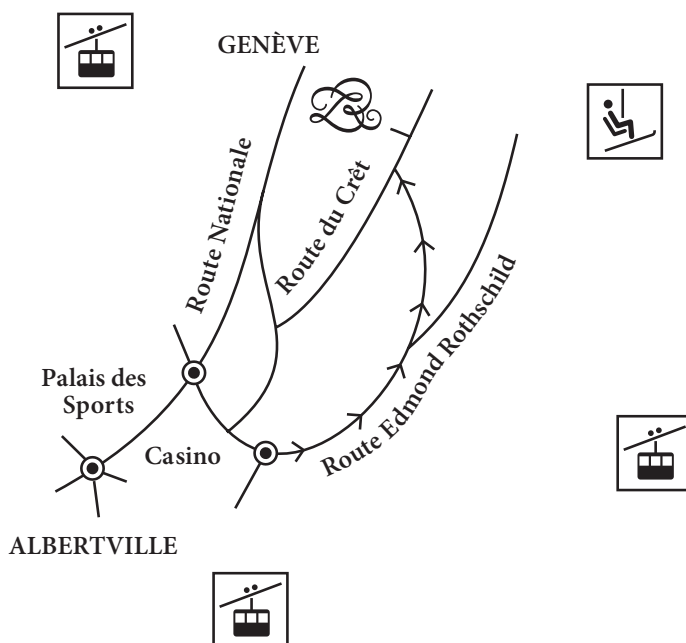 GENÈVE
Route Nationale
Route du Crêt
Route Edmond Rothschild
Palais des
Sports
Casino
ALBERTVILLE